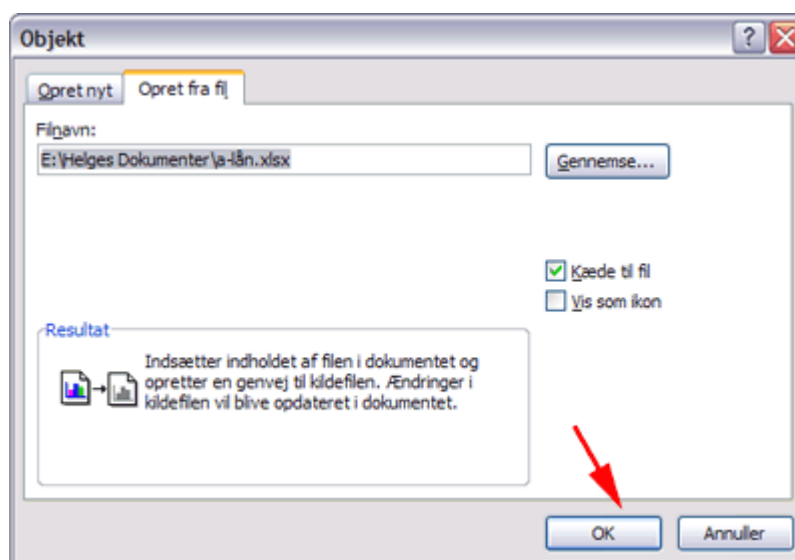 Objekt
Opret nyt
Opret fra fil
Filnavn:
E:\Helges Dokumenter\a-lån.xlsx
Gennemse...
Kæde til fil
Vis som ikon
Resultat
Indsætter indholdet af filen i dokumentet og
opretter en genvej til kildefilen. Ændringer i
kildefilen vil blive opdateret i dokumentet.
OK
Annuller